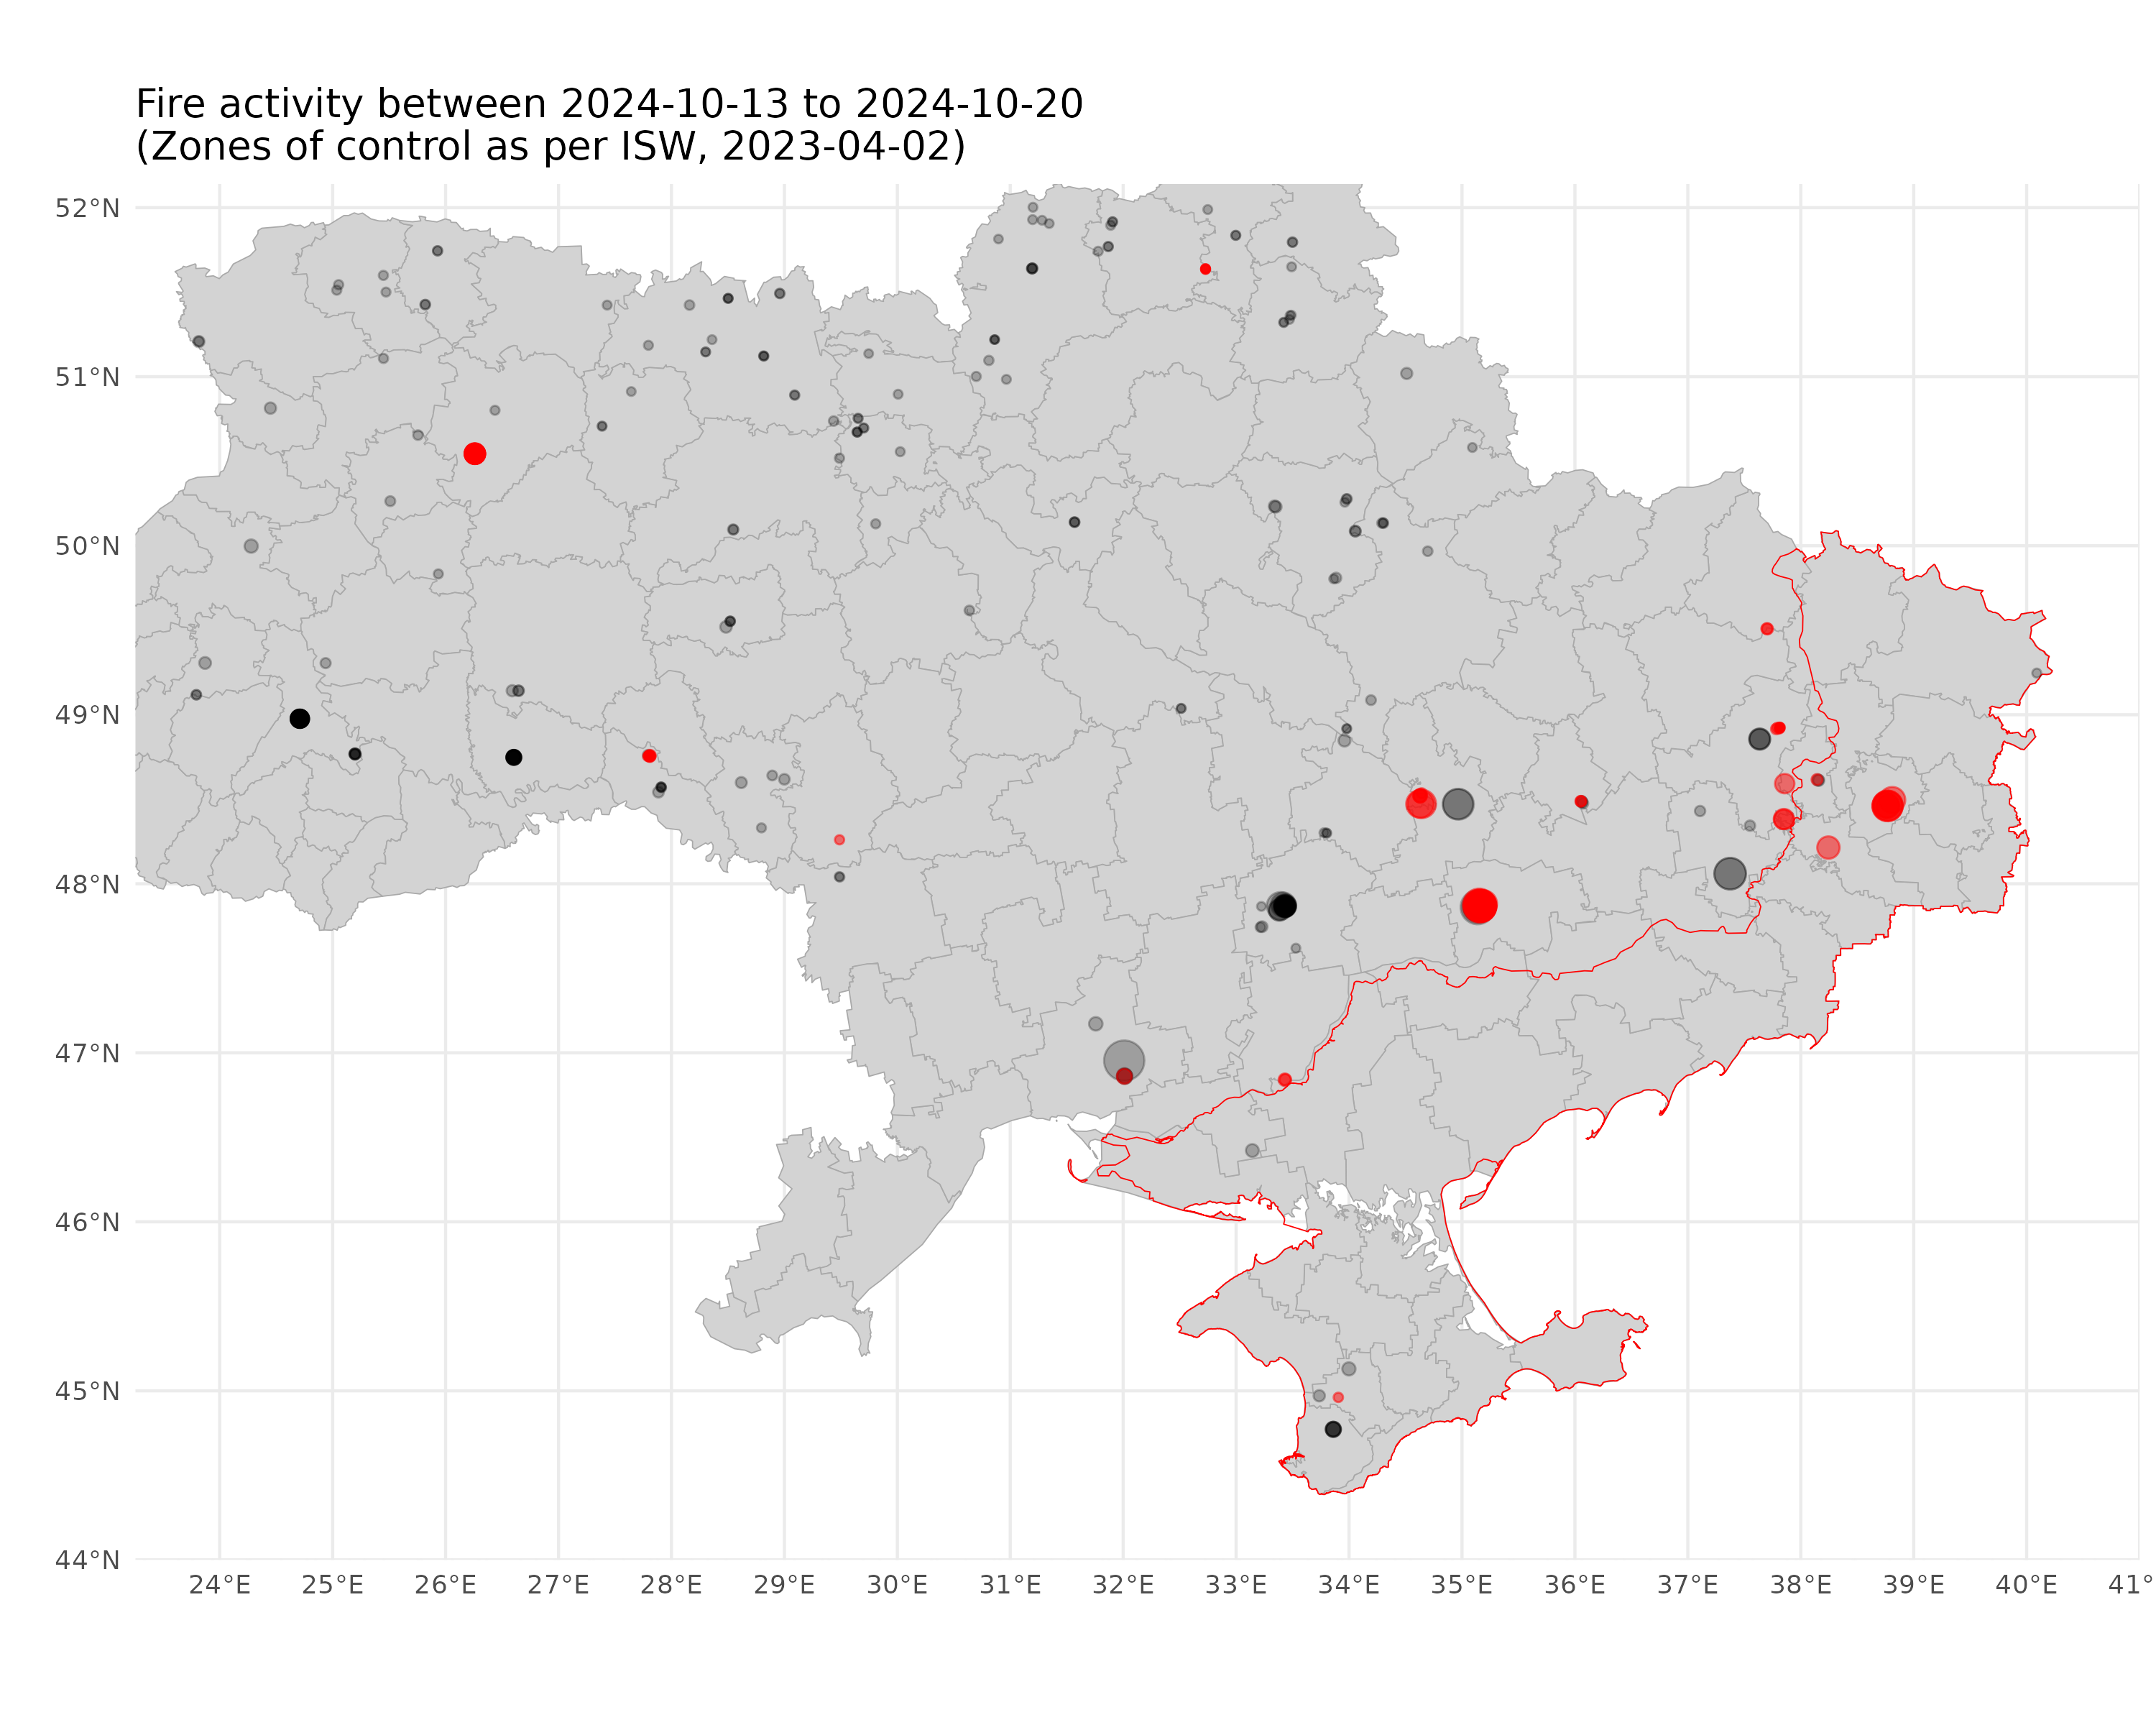 Fire activity between 2024-10-13 to 2024-10-20
(Zones of control as per ISW, 2023-04-02)
52°N
51°N
50°N
49°N
48°N
47°N
46°N
45°N
44°N
24°E 25°E 26°E 27°E 28°E 29°E 30°E 31°E 32°E 33°E 34°E 35°E 36°E 37°E 38°E 39°E 40°E 41°